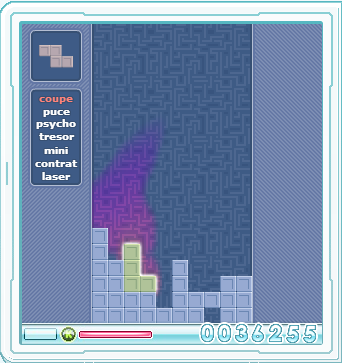 coupe
puce
psycho
tresor
mini
contrat
laser
0036255